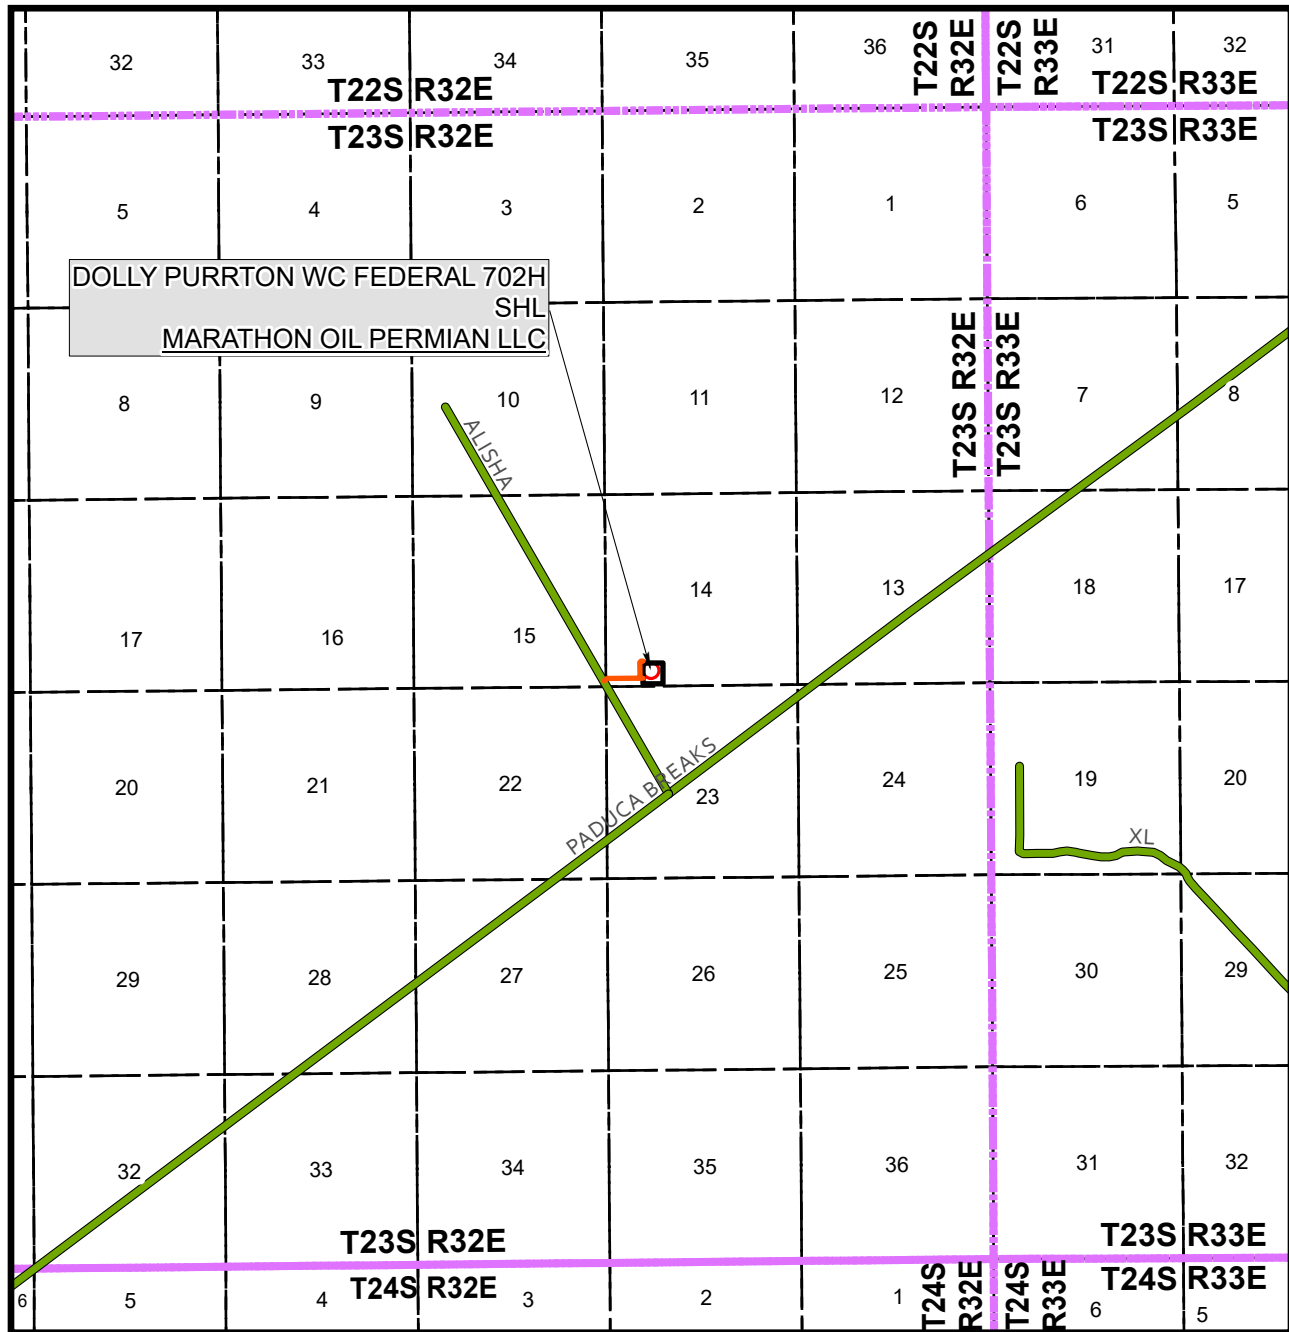 32 33 34 35 36 31 32
T22S R32E
T22S R33E
T22S R32E
T22S R33E
T23S R32E
T23S R33E
5 4 3 2 1 6 5
DOLLY PURRTON WC FEDERAL 702H
SHL
MARATHON OIL PERMIAN LLC
T23S R32E
T23S R33E
8 9 10 11 12 7 8
ALISHA
17 16 15 14 13 18 17
20 21 22 23 24 19 20
PADUCA BREAKS
XL
29 28 27 26 25 30 29
32 33 34 35 36 31 32
T23S R32E
T23S R33E
T24S R32E
T24S R33E
T24S R32E
T24S R33E
6 5 4 3 2 1 6 5